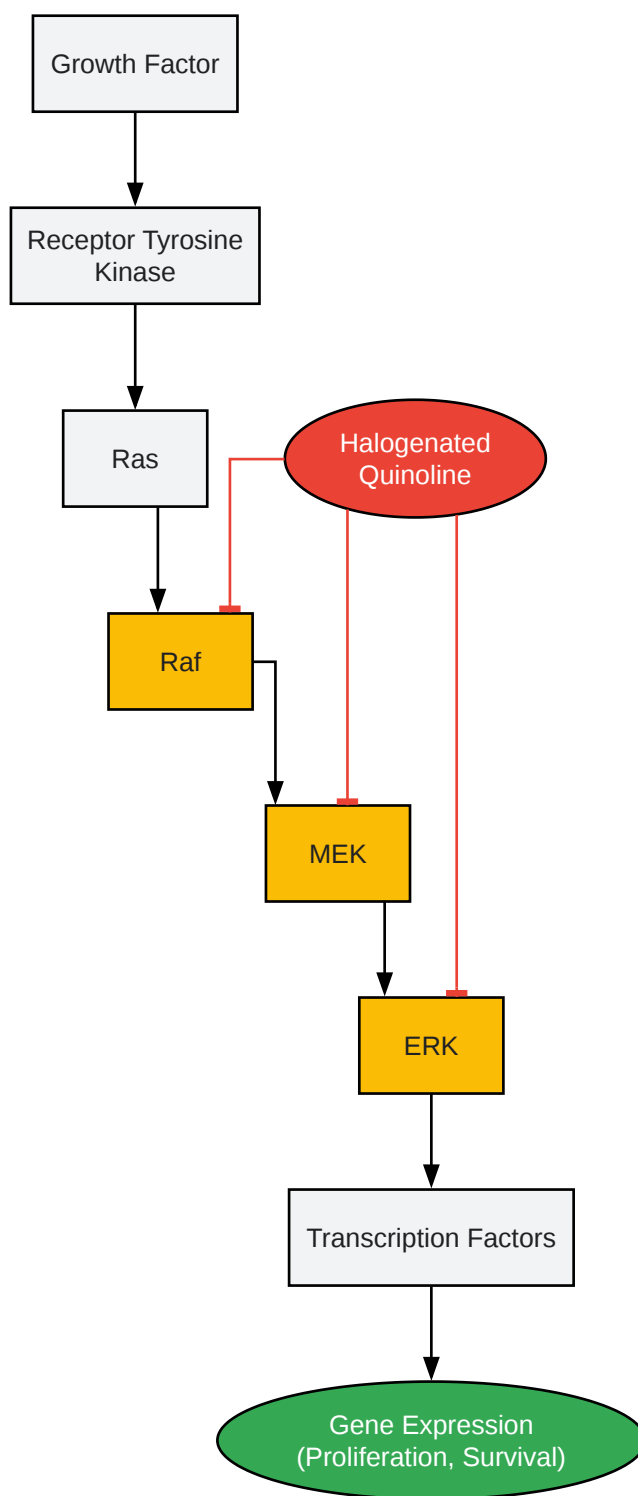 Growth Factor
Receptor Tyrosine
Kinase
Ras
Halogenated
Quinoline
Raf
MEK
ERK
Transcription Factors
Gene Expression
(Proliferation, Survival)